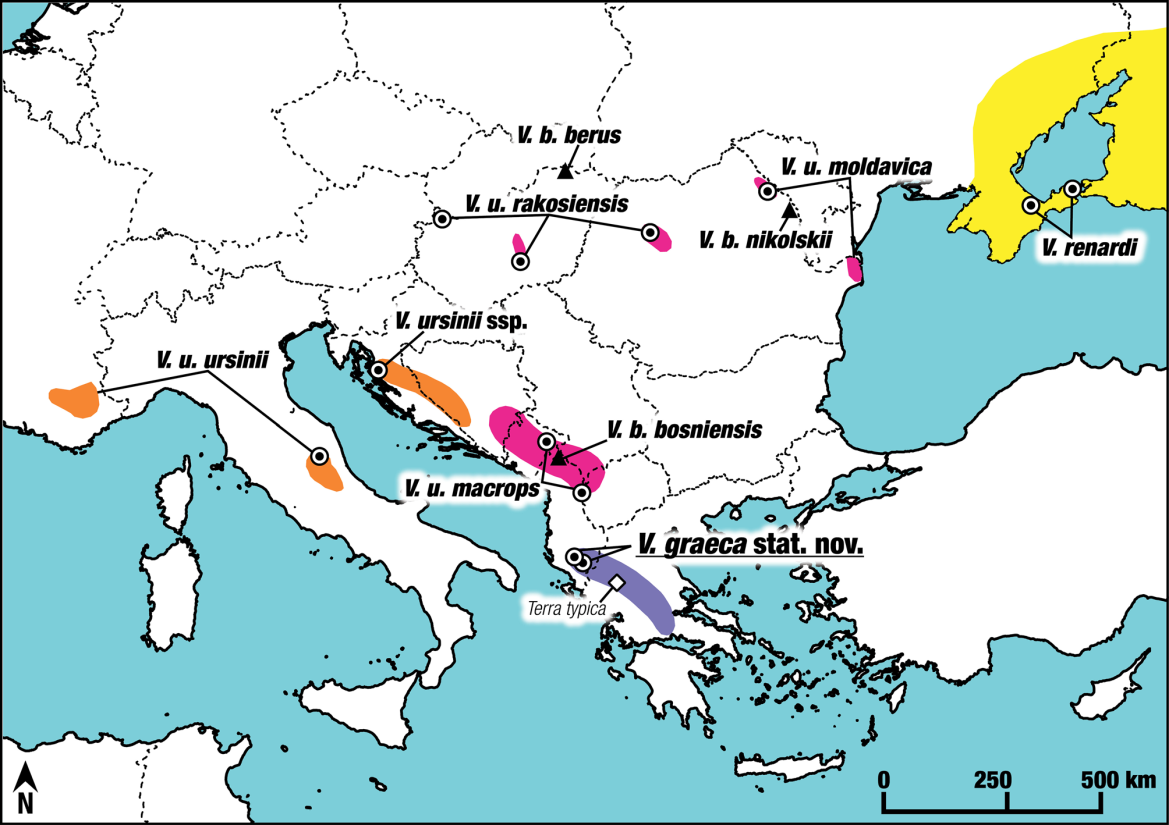 V. b. berus
V. u. moldavica
V. u. rakosiensis
V. b. nikolskii
V. renardi
V. ursinii ssp.
V. u. ursinii
V. b. bosniensis
V. u. macrops
V. graeca stat. nov.
Terra typica
0 250 500 km
N